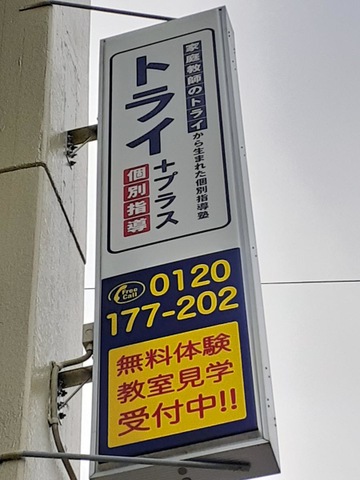 家庭教師のトライから生まれた個別指導塾
トライ+プラス
個別指導
Free Call
0120
177-202
無料体験
教室見学
受付中!!